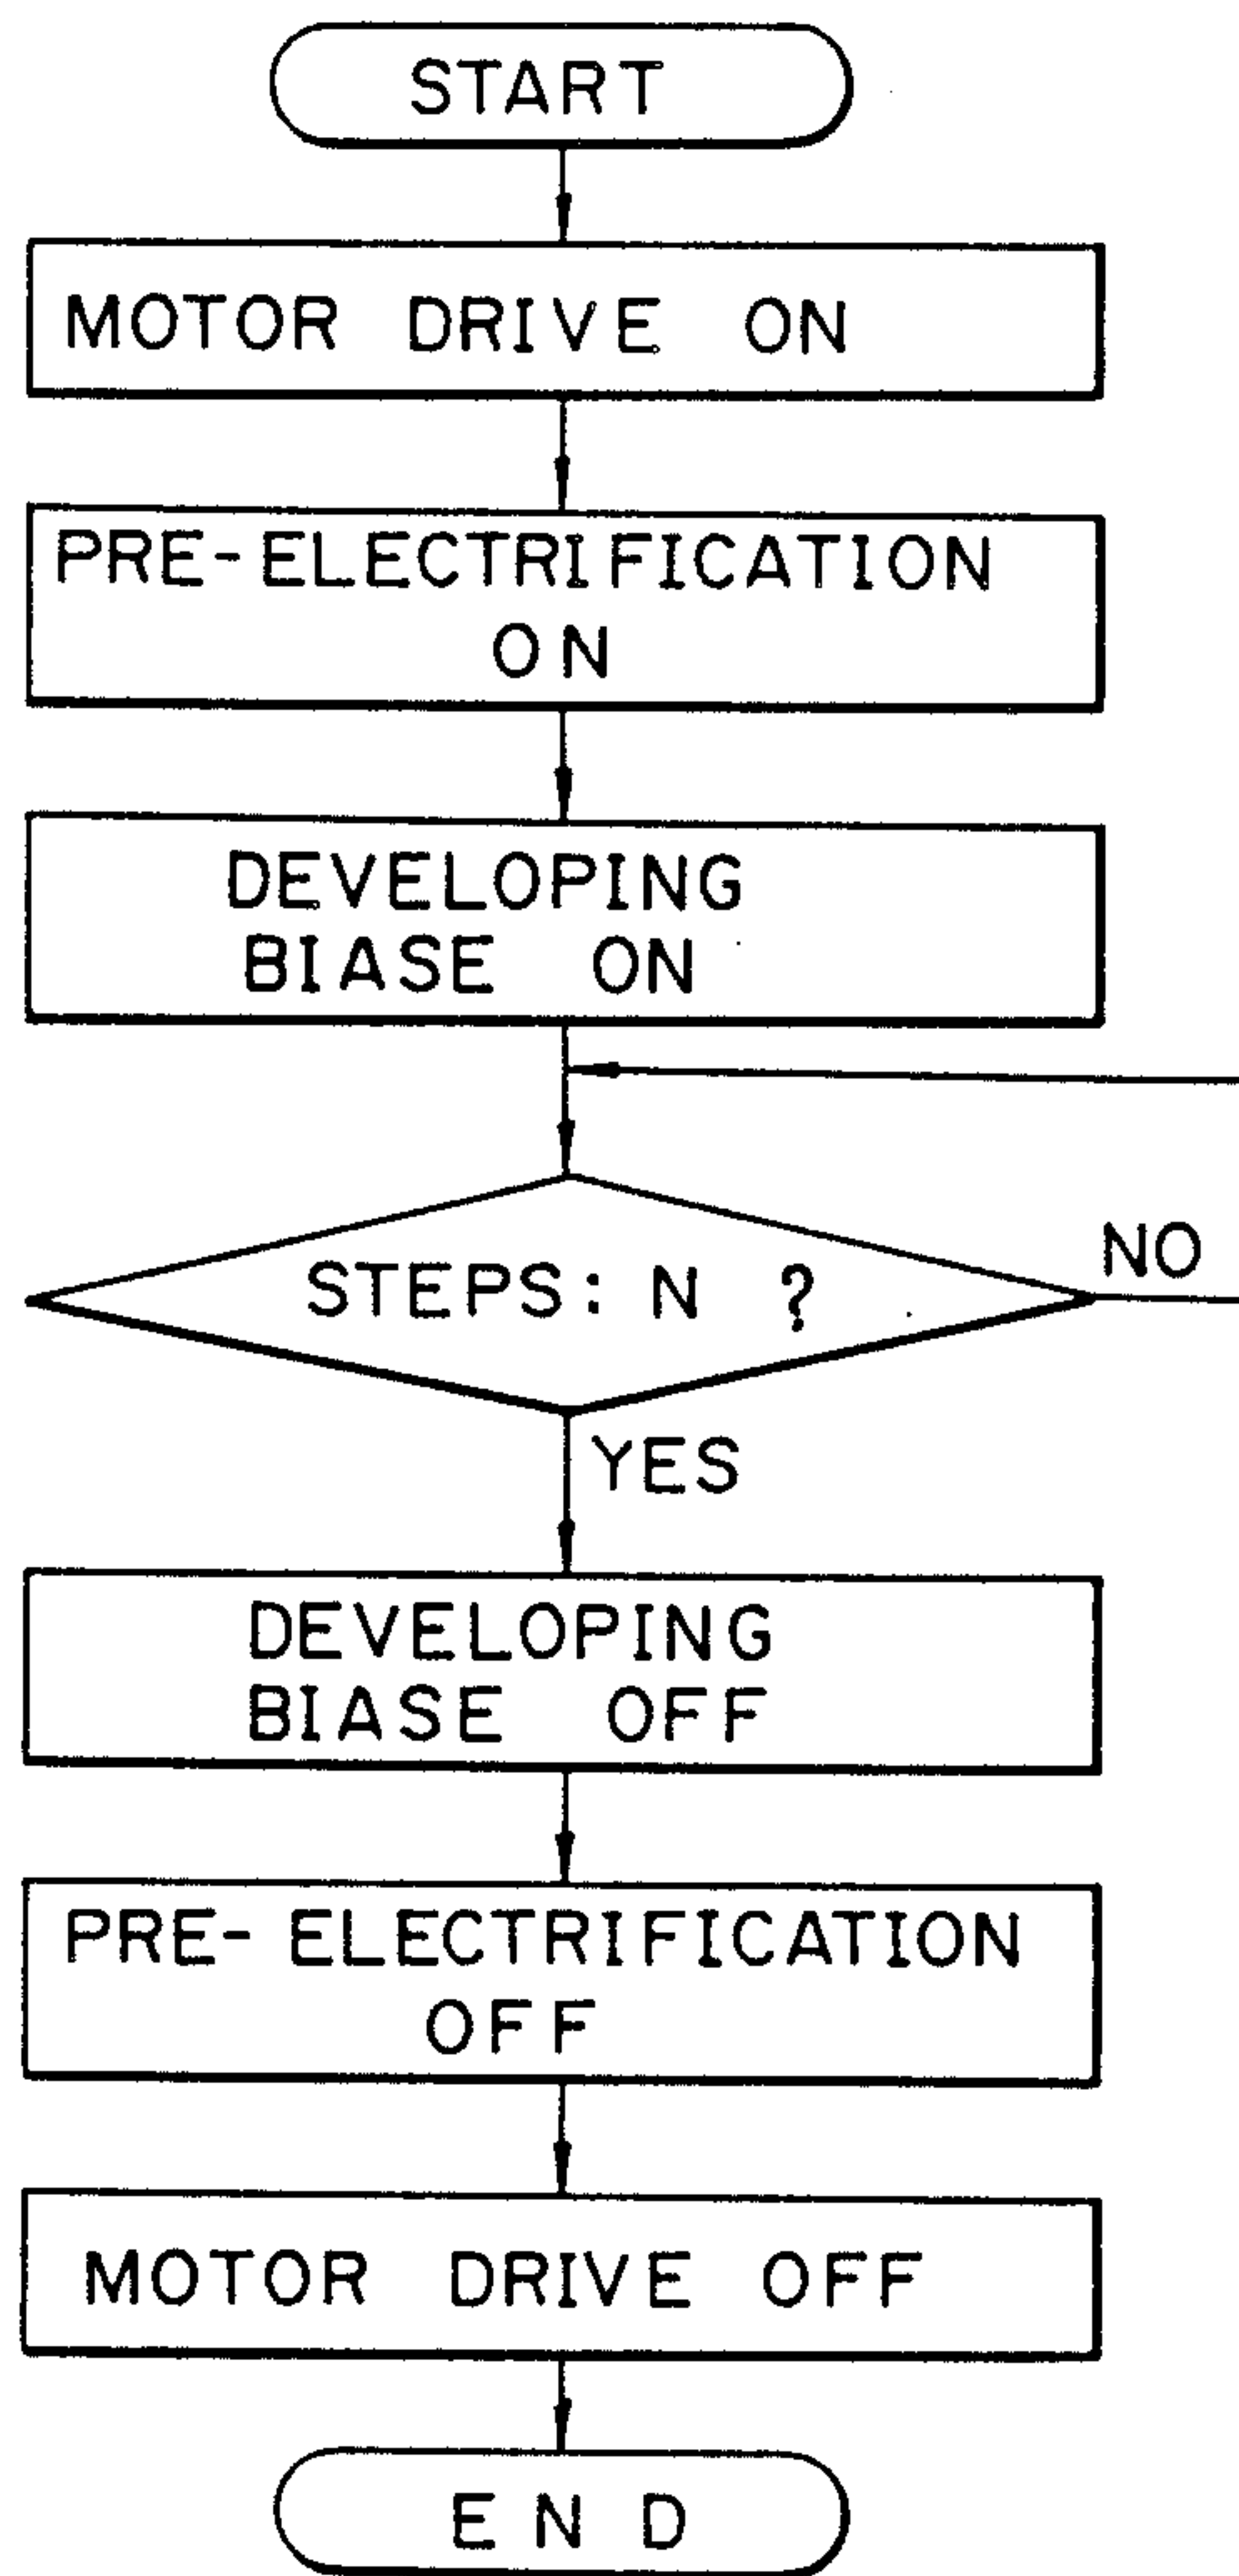 START
MOTOR DRIVE ON
PRE-ELECTRIFICATION
ON
DEVELOPING
BIASE ON
STEPS: N ?
NO
YES
DEVELOPING
BIASE OFF
PRE-ELECTRIFICATION
OFF
MOTOR DRIVE OFF
END